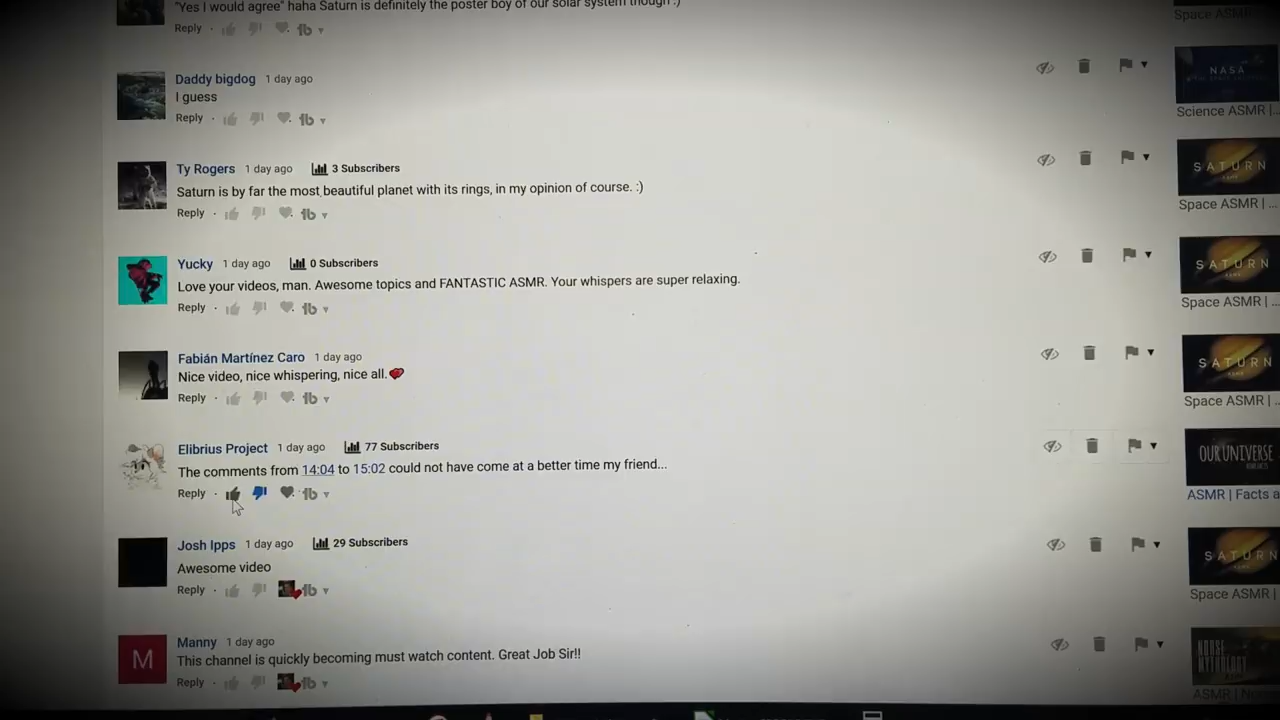 "Yes I would agree" haha Saturn is definitely the poster boy of our solar system though :)
Reply
Space ASMR
Daddy bigdog 1 day ago
I guess
Reply
NASA
Science ASMR |...
Ty Rogers 1 day ago 3 Subscribers
Saturn is by far the most beautiful planet with its rings, in my opinion of course. :)
Reply
SATURN
Space ASMR | ...
Yucky 1 day ago 0 Subscribers
Love your videos, man. Awesome topics and FANTASTIC ASMR. Your whispers are super relaxing.
Reply
SATURN
Space ASMR | ...
Fabián Martínez Caro 1 day ago
Nice video, nice whispering, nice all.
Reply
SATURN
Space ASMR | ...
Elibrius Project 1 day ago 77 Subscribers
The comments from 14:04 to 15:02 could not have come at a better time my friend...
Reply
OUR UNIVERSE
ASMR | Facts a
Josh Ipps 1 day ago 29 Subscribers
Awesome video
Reply
SATURN
Space ASMR |
M
Manny 1 day ago
This channel is quickly becoming must watch content. Great Job Sir!!
Reply
NORSE
MYTHOLOGY
ASMR | Norse